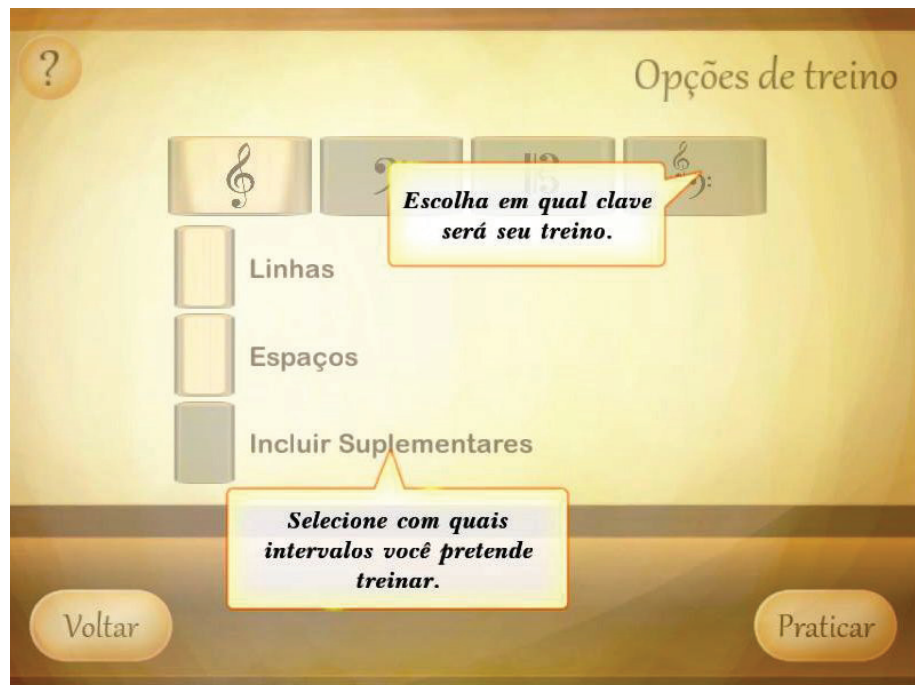 ?
Opções de treino
Escolha em qual clave
será seu treino.
Linhas
Espaços
Incluir Suplementares
Selecione com quais
intervalos você pretende
treinar.
Voltar
Praticar